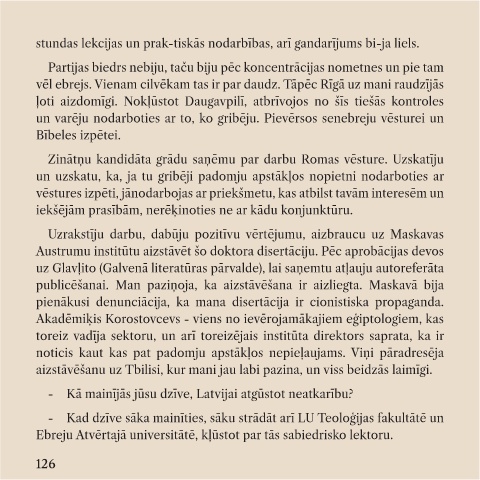 stundas lekcijas un prak-tiskās nodarbības, arī gandarījums bi-ja liels.
Partijas biedrs nebiju, taču biju pēc koncentrācijas nometnes un pie tam
vēl ebrejs. Vienam cilvēkam tas ir par daudz. Tāpēc Rīgā uz mani raudzījās
ļoti aizdomīgi. Nokļūstot Daugavpilī, atbrīvojos no šīs tiešās kontroles
un varēju nodarboties ar to, ko gribēju. Pievērsos senebreju vēsturei un
Bībeles izpētei.
Zinātņu kandidāta grādu saņēmu par darbu Romas vēsture. Uzskatīju
un uzskatu, ka, ja tu gribēji padomju apstākļos nopietni nodarboties ar
vēstures izpēti, jānodarbojas ar priekšmetu, kas atbilst tavām interesēm un
iekšējām prasībām, nerēķinoties ne ar kādu konjunktūru.
Uzrakstīju darbu, dabūju pozitīvu vērtējumu, aizbraucu uz Maskavas
Austrumu institūtu aizstāvēt šo doktora disertāciju. Pēc aprobācijas devos
uz Glavļito (Galvenā literatūras pārvalde), lai saņemtu atļauju autoreferāta
publicēšanai. Man paziņoja, ka aizstāvēšana ir aizliegta. Maskavā bija
pienākusi denunciācija, ka mana disertācija ir cionistiska propaganda.
Akadēmiķis Korostovcevs - viens no ievērojamākajiem eģiptologiem, kas
toreiz vadīja sektoru, un arī toreizējais institūta direktors saprata, ka ir
noticis kaut kas pat padomju apstākļos nepieļaujams. Viņi pāradresēja
aizstāvēšanu uz Tbilisi, kur mani jau labi pazina, un viss beidzās laimīgi.
- Kā mainījās jūsu dzīve, Latvijai atgūstot neatkarību?
- Kad dzīve sāka mainīties, sāku strādāt arī LU Teoloģijas fakultātē un
Ebreju Atvērtajā universitātē, kļūstot par tās sabiedrisko lektoru.
126